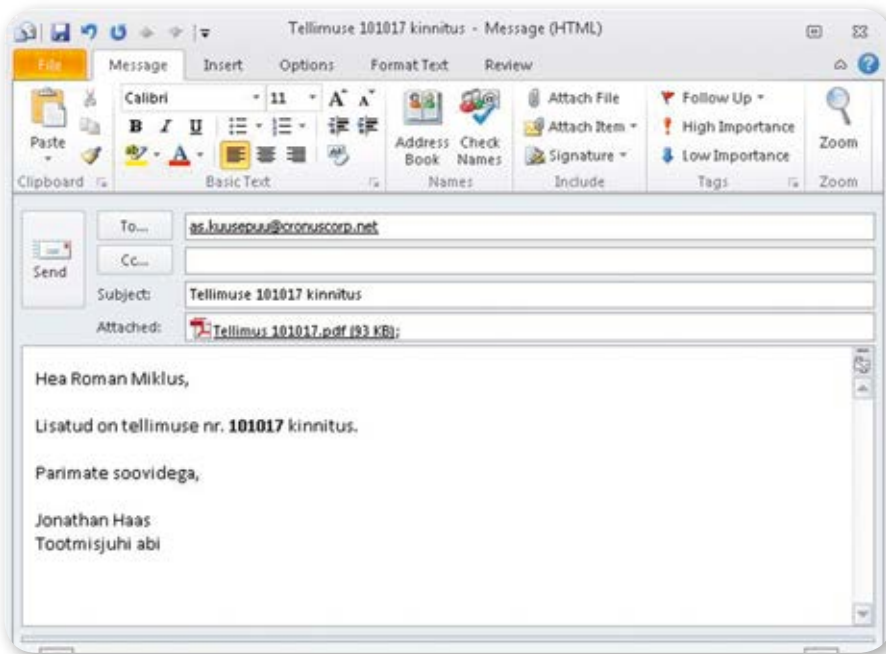 Tellimuse 101017 kinnitus - Message (HTML)
File Message Insert Options Format Text Review
Paste
Clipboard
Calibri 11 A A
B I U
A
Basic Text
Address Book
Check Names
Names
Attach File
Attach Item
Signature
Include
Follow Up
High Importance
Low Importance
Tags
Zoom
Zoom
Send
To... as.kuusepuu@cronuscorp.net
Cc...
Subject: Tellimuse 101017 kinnitus
Attached: Tellimus 101017.pdf (93 KB);
Hea Roman Miklus,
Lisatud on tellimuse nr. 101017 kinnitus.
Parimate soovidega,
Jonathan Haas
Tootmisjuhi abi